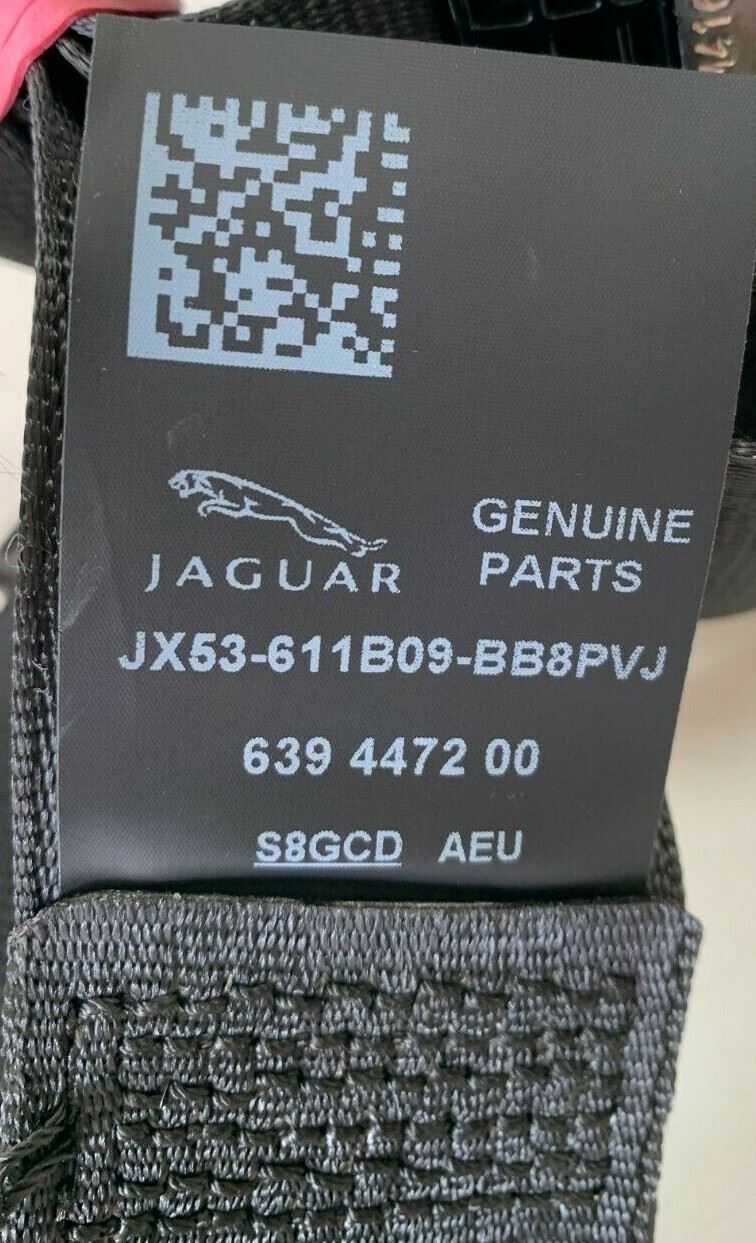 JAGUAR
GENUINE
PARTS
JX53-611B09-BB8PVJ
639 4472 00
S8GCD AEU